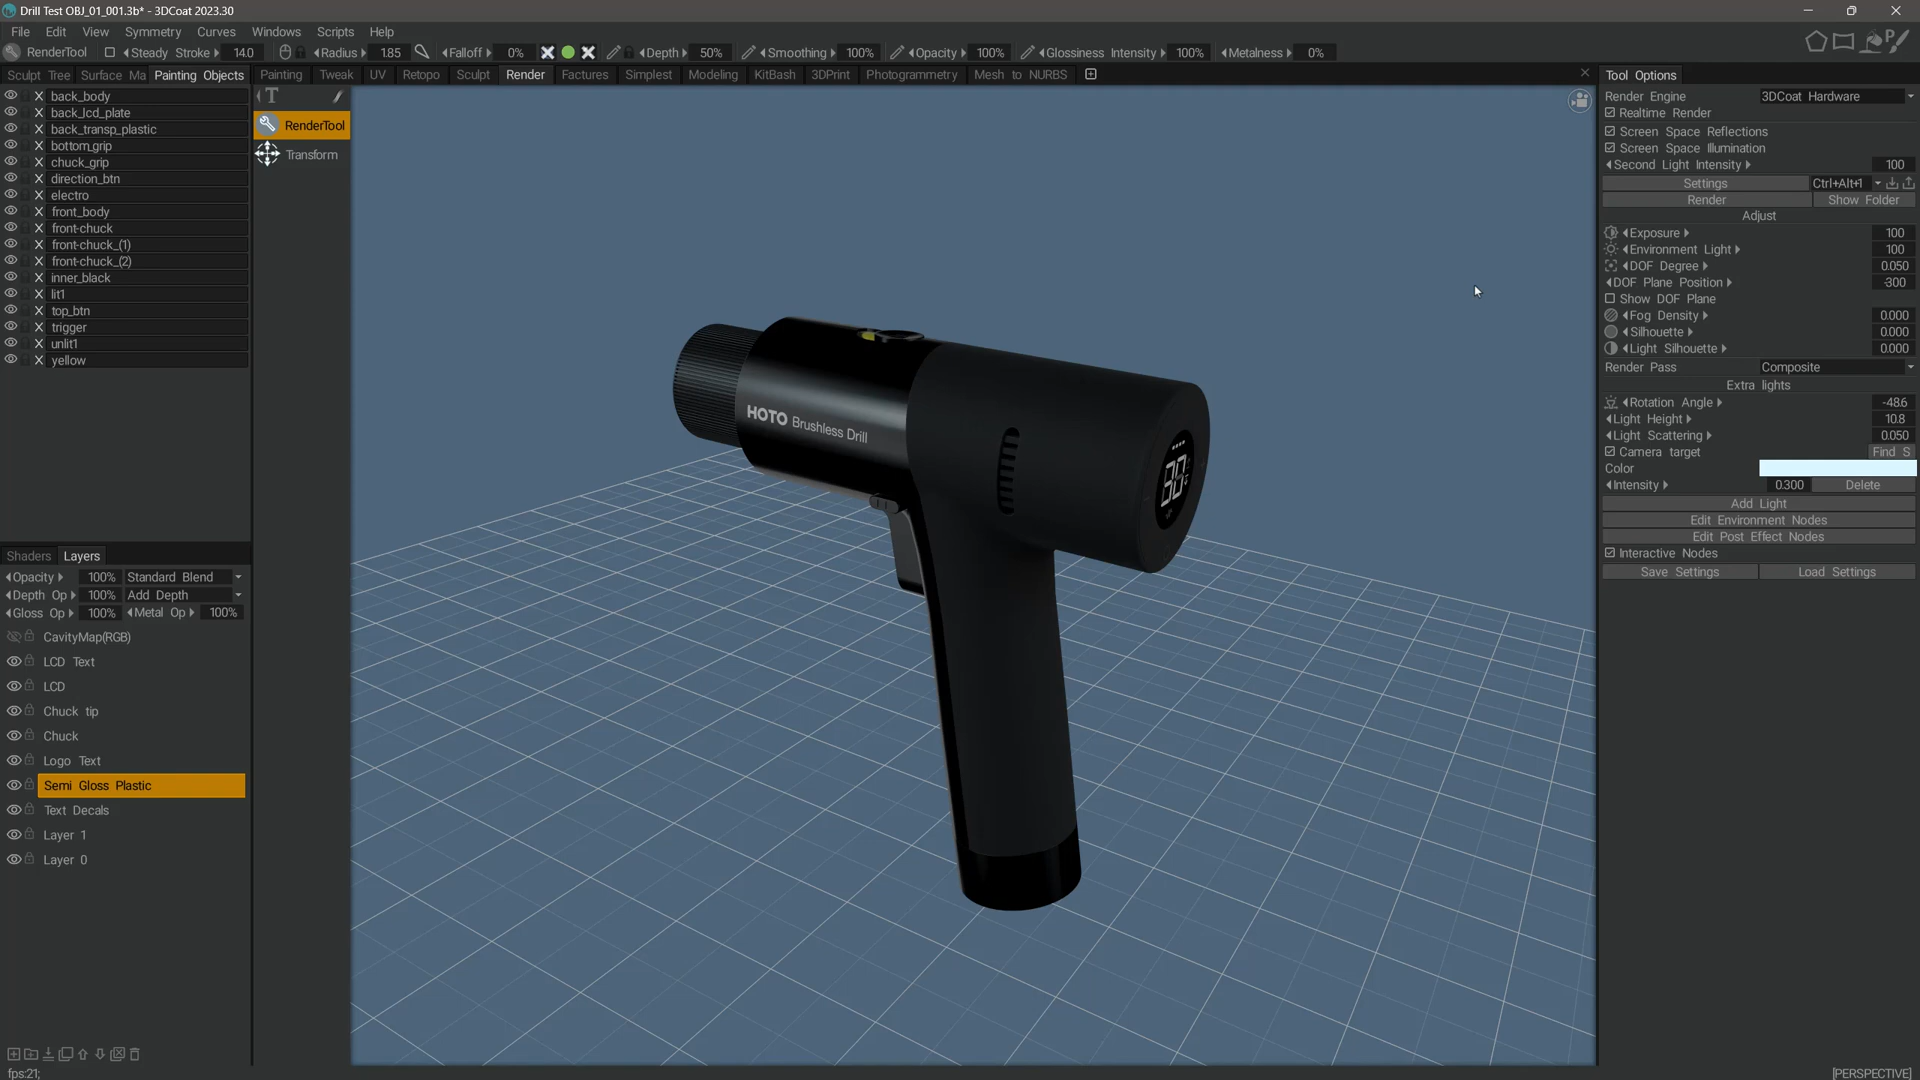 Drill Test OBJ_01_001.3b* - 3DCoat 2023.30
File Edit View Symmetry Curves Windows Scripts Help
RenderTool Steady Stroke 14.0 Radius 1.85 Falloff 0% Depth 50% Smoothing 100% Opacity 100% Glossiness Intensity 100% Metalness 0%
Sculpt Tree Surface Ma Painting Objects Painting Tweak UV Retopo Sculpt Render Factures Simplest Modeling KitBash 3DPrint Photogrammetry Mesh to NURBS Tool Options
back_body
back_lcd_plate
back_transp_plastic
bottom_grip
chuck_grip
direction_btn
electro
front_body
front-chuck
front-chuck_(1)
front-chuck_(2)
inner_black
lit1
top_btn
trigger
unlit1
yellow
T
RenderTool
Transform
HOTO Brushless Drill
Render Engine 3DCoat Hardware
Realtime Render
Screen Space Reflections
Screen Space Illumination
Second Light Intensity 100
Settings Ctrl+Alt+1
Render Show Folder
Adjust
Exposure 100
Environment Light 100
DOF Degree 0.050
DOF Plane Position -300
Show DOF Plane
Fog Density 0.000
Silhouette 0.000
Light Silhouette 0.000
Render Pass Composite
Extra lights
Rotation Angle -48.6
Light Height 10.8
Light Scattering 0.050
Camera target Find S
Color
Intensity 0.300 Delete
Add Light
Edit Environment Nodes
Edit Post Effect Nodes
Interactive Nodes
Save Settings Load Settings
Shaders Layers
Opacity 100% Standard Blend
Depth Op 100% Add Depth
Gloss Op 100% Metal Op 100%
CavityMap(RGB)
LCD Text
LCD
Chuck tip
Chuck
Logo Text
Semi Gloss Plastic
Text Decals
Layer 1
Layer 0
fps:21;
[PERSPECTIVE]